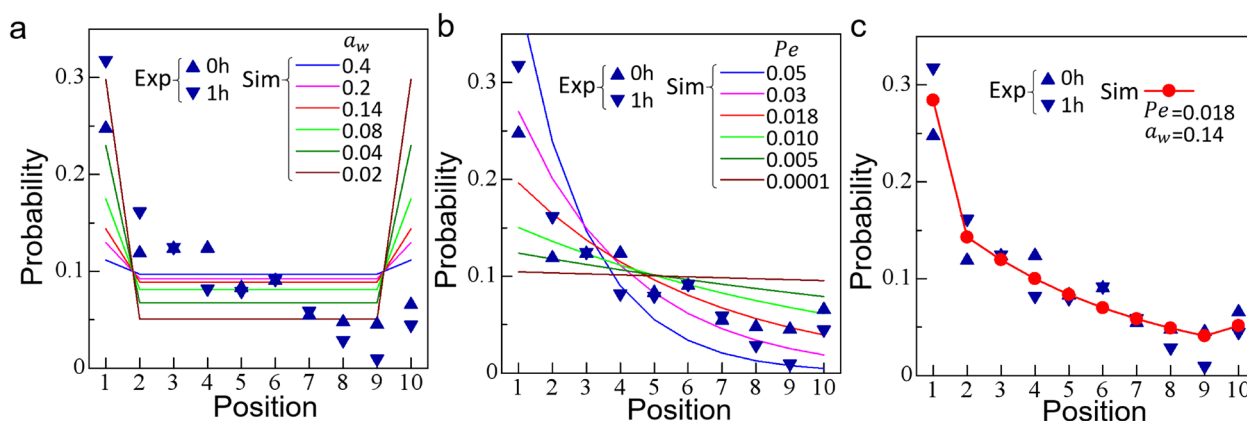 a
Probability
0.3
0.2
0.1
0
1 2 3 4 5 6 7 8 9 10
Position
Exp
0h
1h
Sim
a_w
0.4
0.2
0.14
0.08
0.04
0.02
b
Probability
0.3
0.2
0.1
0
1 2 3 4 5 6 7 8 9 10
Position
Exp
0h
1h
Sim
Pe
0.05
0.03
0.018
0.010
0.005
0.0001
c
Probability
0.3
0.2
0.1
0
1 2 3 4 5 6 7 8 9 10
Position
Exp
0h
1h
Sim
Pe=0.018
a_w=0.14